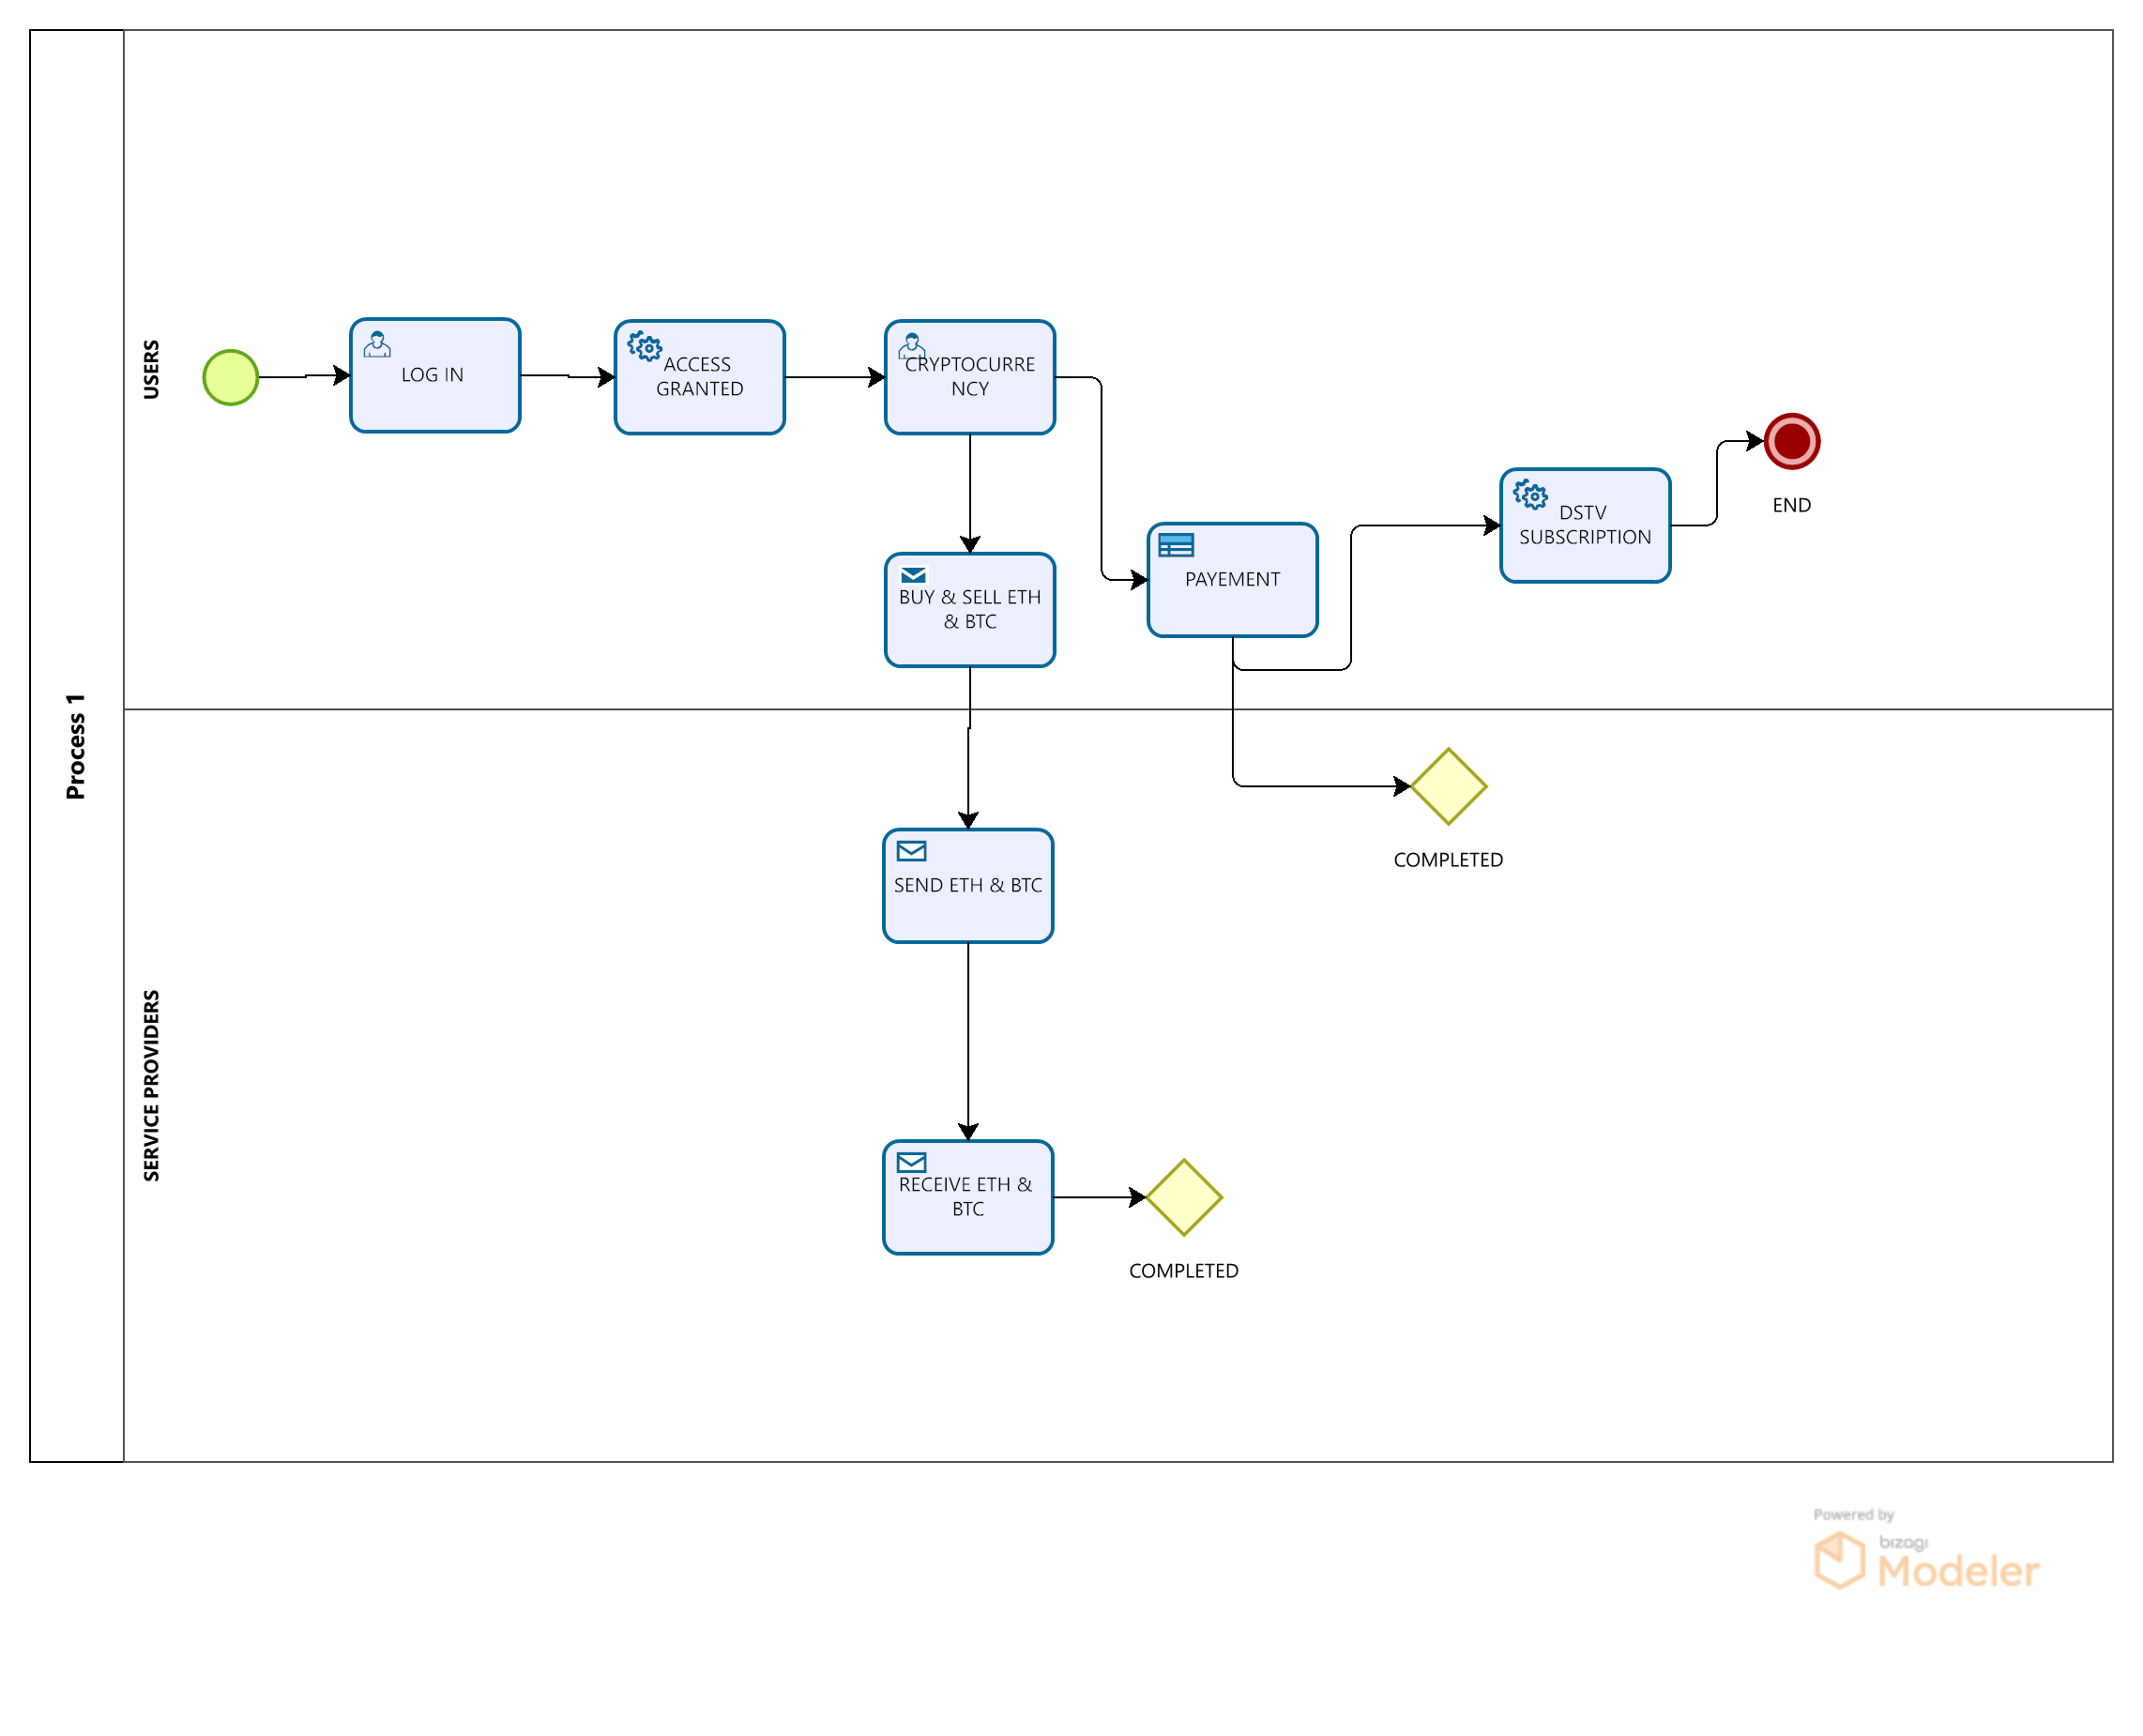 Process 1
USERS
LOG IN
ACCESS
GRANTED
CRYPTOCURRE
NCY
BUY & SELL ETH
& BTC
PAYEMENT
DSTV
SUBSCRIPTION
END
SERVICE PROVIDERS
COMPLETED
SEND ETH & BTC
RECEIVE ETH &
BTC
COMPLETED
Powered by
bizagi
Modeler